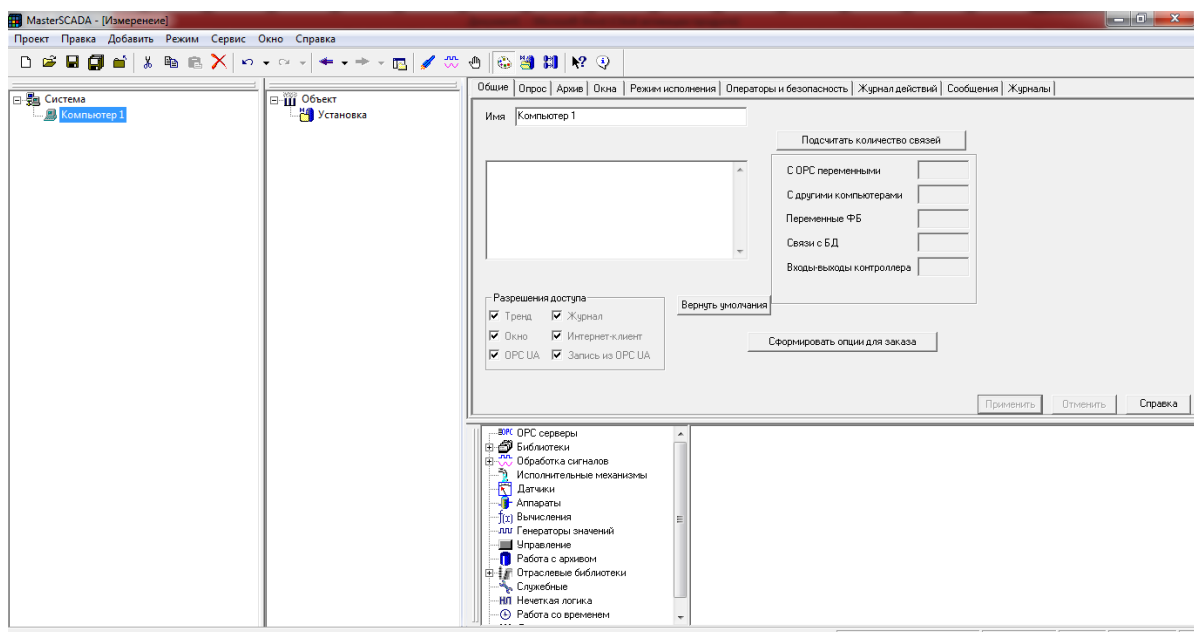 MasterSCADA - [Измеренеие]
Проект Правка Добавить Режим Сервис Окно Справка
Система
Компьютер 1
Объект
Установка
Общие Опрос Архив Окна Режим исполнения Операторы и безопасность Журнал действий Сообщения Журналы
Имя Компьютер 1
Подсчитать количество связей
С OPC переменными
С другими компьютерами
Переменные ФБ
Связи с БД
Входы-выходы контроллера
Разрешения доступа
Тренд Журнал
Окно Интернет-клиент
OPC UA Запись из OPC UA
Вернуть умолчания
Сформировать опции для заказа
Применить Отменить Справка
OPC серверы
Библиотеки
Обработка сигналов
Исполнительные механизмы
Датчики
Аппараты
f(x) Вычисления
Генераторы значений
Управление
Работа с архивом
Отраслевые библиотеки
Служебные
НЛ Нечеткая логика
Работа со временем